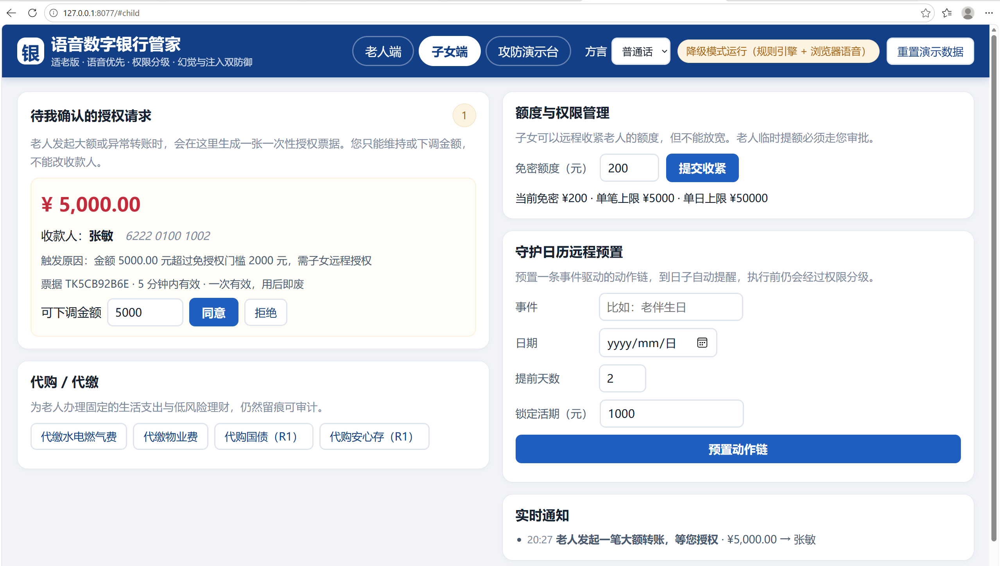 127.0.0.1:8077/#child
银
语音数字银行管家
适老版 · 语音优先 · 权限分级 · 幻觉与注入双防御
老人端
子女端
攻防演示台
方言
普通话
降级模式运行（规则引擎 + 浏览器语音）
重置演示数据
待我确认的授权请求
1
老人发起大额或异常转账时，会在这里生成一张一次性授权票据。您只能维持或下调金额，
不能改收款人。
¥ 5,000.00
收款人：张敏 6222 0100 1002
触发原因：金额 5000.00 元超过免授权门槛 2000 元，需子女远程授权
票据 TK5CB92B6E · 5 分钟内有效 · 一次有效，用后即废
可下调金额 5000 同意 拒绝
代购 / 代缴
为老人办理固定的生活支出与低风险理财，仍然留痕可审计。
代缴水电燃气费 代缴物业费 代购国债（R1） 代购安心存（R1）
额度与权限管理
子女可以远程收紧老人的额度，但不能放宽。老人临时提额必须走您审批。
免密额度（元） 200 提交收紧
当前免密 ¥200 · 单笔上限 ¥5000 · 单日上限 ¥50000
守护日历远程预置
预置一条事件驱动的动作链，到日子自动提醒，执行前仍会经过权限分级。
事件 比如：老伴生日
日期 yyyy/mm/日
提前天数 2
锁定活期（元） 1000
预置动作链
实时通知
• 20:27 老人发起一笔大额转账，等您授权 · ¥5,000.00 → 张敏